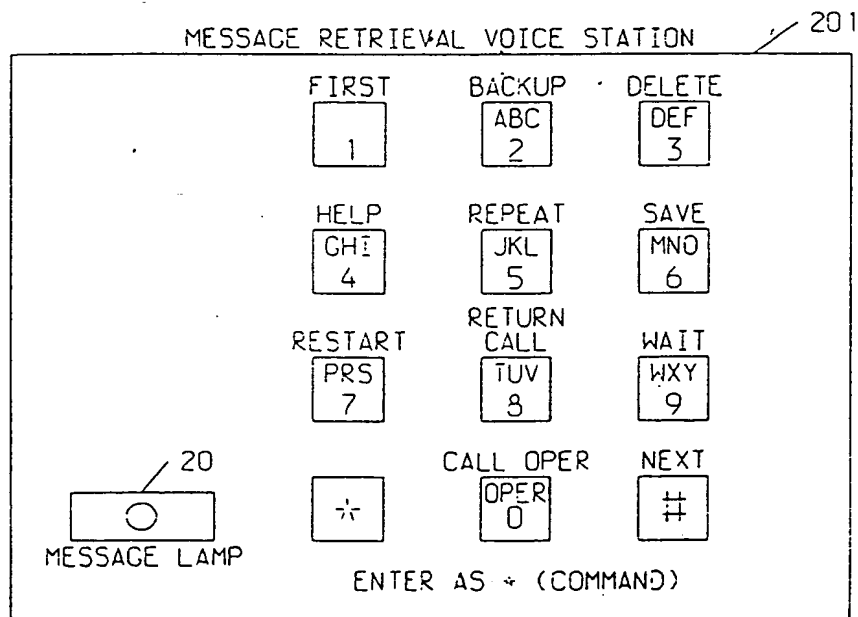 201
MESSAGE RETRIEVAL VOICE STATION
FIRST BACKUP DELETE
ABC DEF
1 2 3
HELP REPEAT SAVE
GHI JKL MNO
4 5 6
RETURN
RESTART CALL WAIT
PRS TUV WXY
7 8 9
20 CALL OPER NEXT
OPER
* 0 #
MESSAGE LAMP
ENTER AS * (COMMAND)